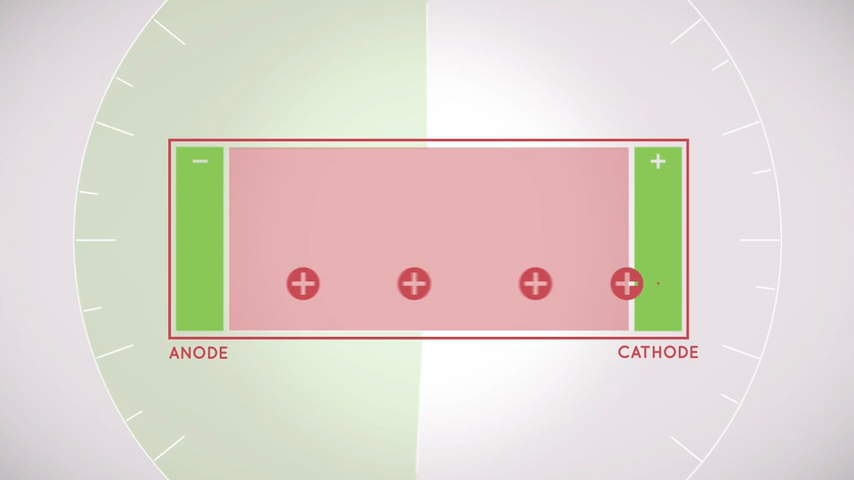 −
+
+ + + +
ANODE
CATHODE